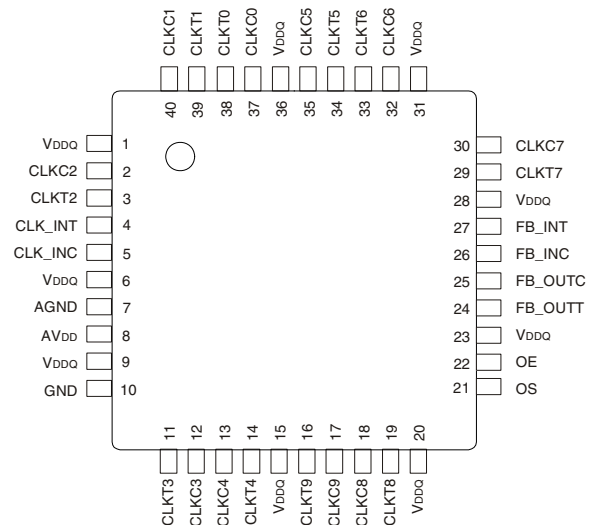 CLKC1
CLKT1
CLKT0
CLKC0
VDDQ
CLKC5
CLKT5
CLKT6
CLKC6
VDDQ
40
39
38
37
36
35
34
33
32
31
VDDQ 1
CLKC2 2
CLKT2 3
CLK_INT 4
CLK_INC 5
VDDQ 6
AGND 7
AVDD 8
VDDQ 9
GND 10
30 CLKC7
29 CLKT7
28 VDDQ
27 FB_INT
26 FB_INC
25 FB_OUTC
24 FB_OUTT
23 VDDQ
22 OE
21 OS
11
12
13
14
15
16
17
18
19
20
CLKT3
CLKC3
CLKC4
CLKT4
VDDQ
CLKT9
CLKC9
CLKC8
CLKT8
VDDQ